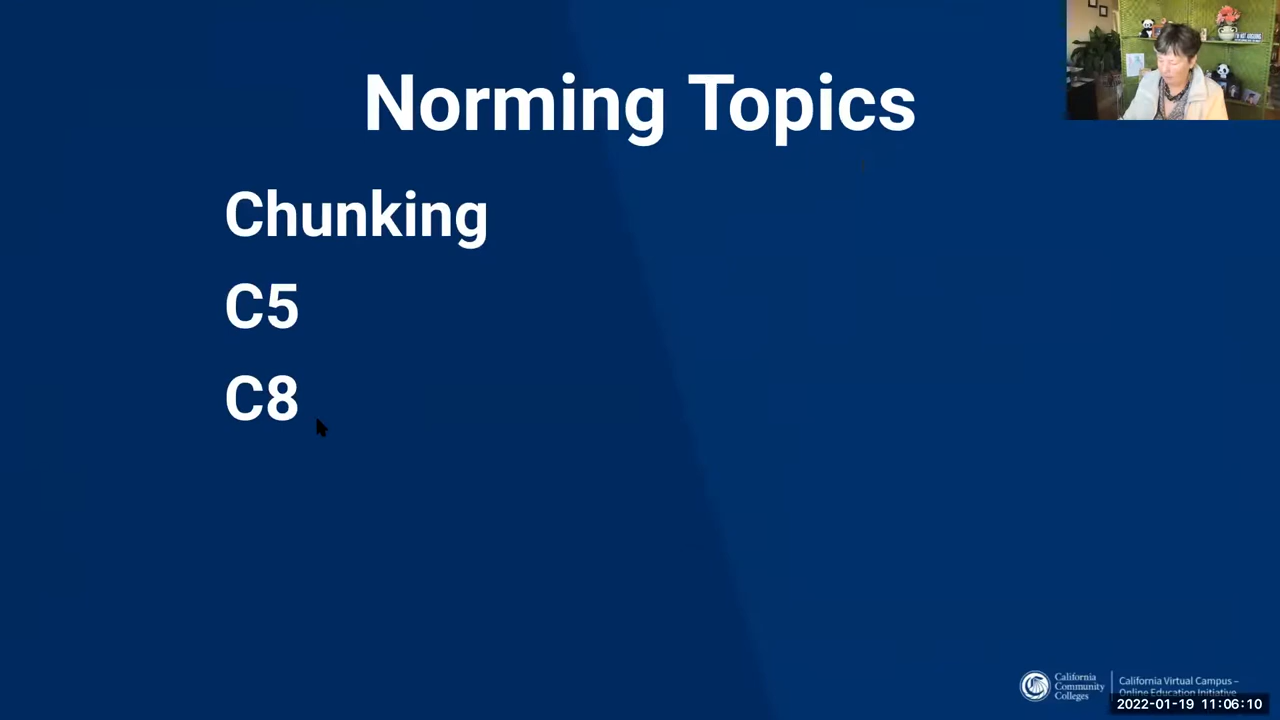 Norming Topics
Chunking
C5
C8
California
Community
Colleges
California Virtual Campus –
Online Education Initiative
2022-01-19 11:06:10